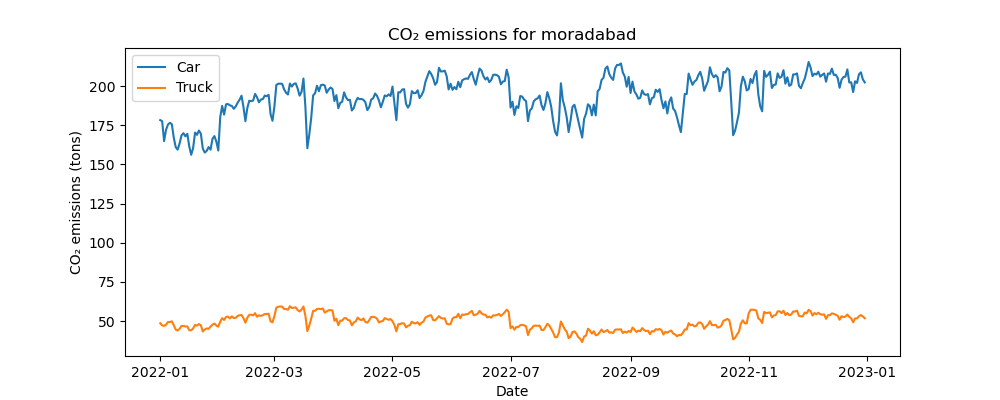 CO₂ emissions for moradabad
Car
Truck
CO₂ emissions (tons)
200
175
150
125
100
75
50
2022-01
2022-03
2022-05
2022-07
2022-09
2022-11
2023-01
Date